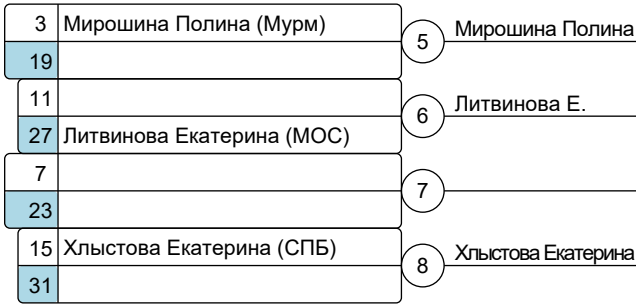 3 Мирошина Полина (Мурм)
5 Мирошина Полина
19
11
6 Литвинова Е.
27 Литвинова Екатерина (МОС)
7
7
23
15 Хлыстова Екатерина (СПБ)
8 Хлыстова Екатерина
31